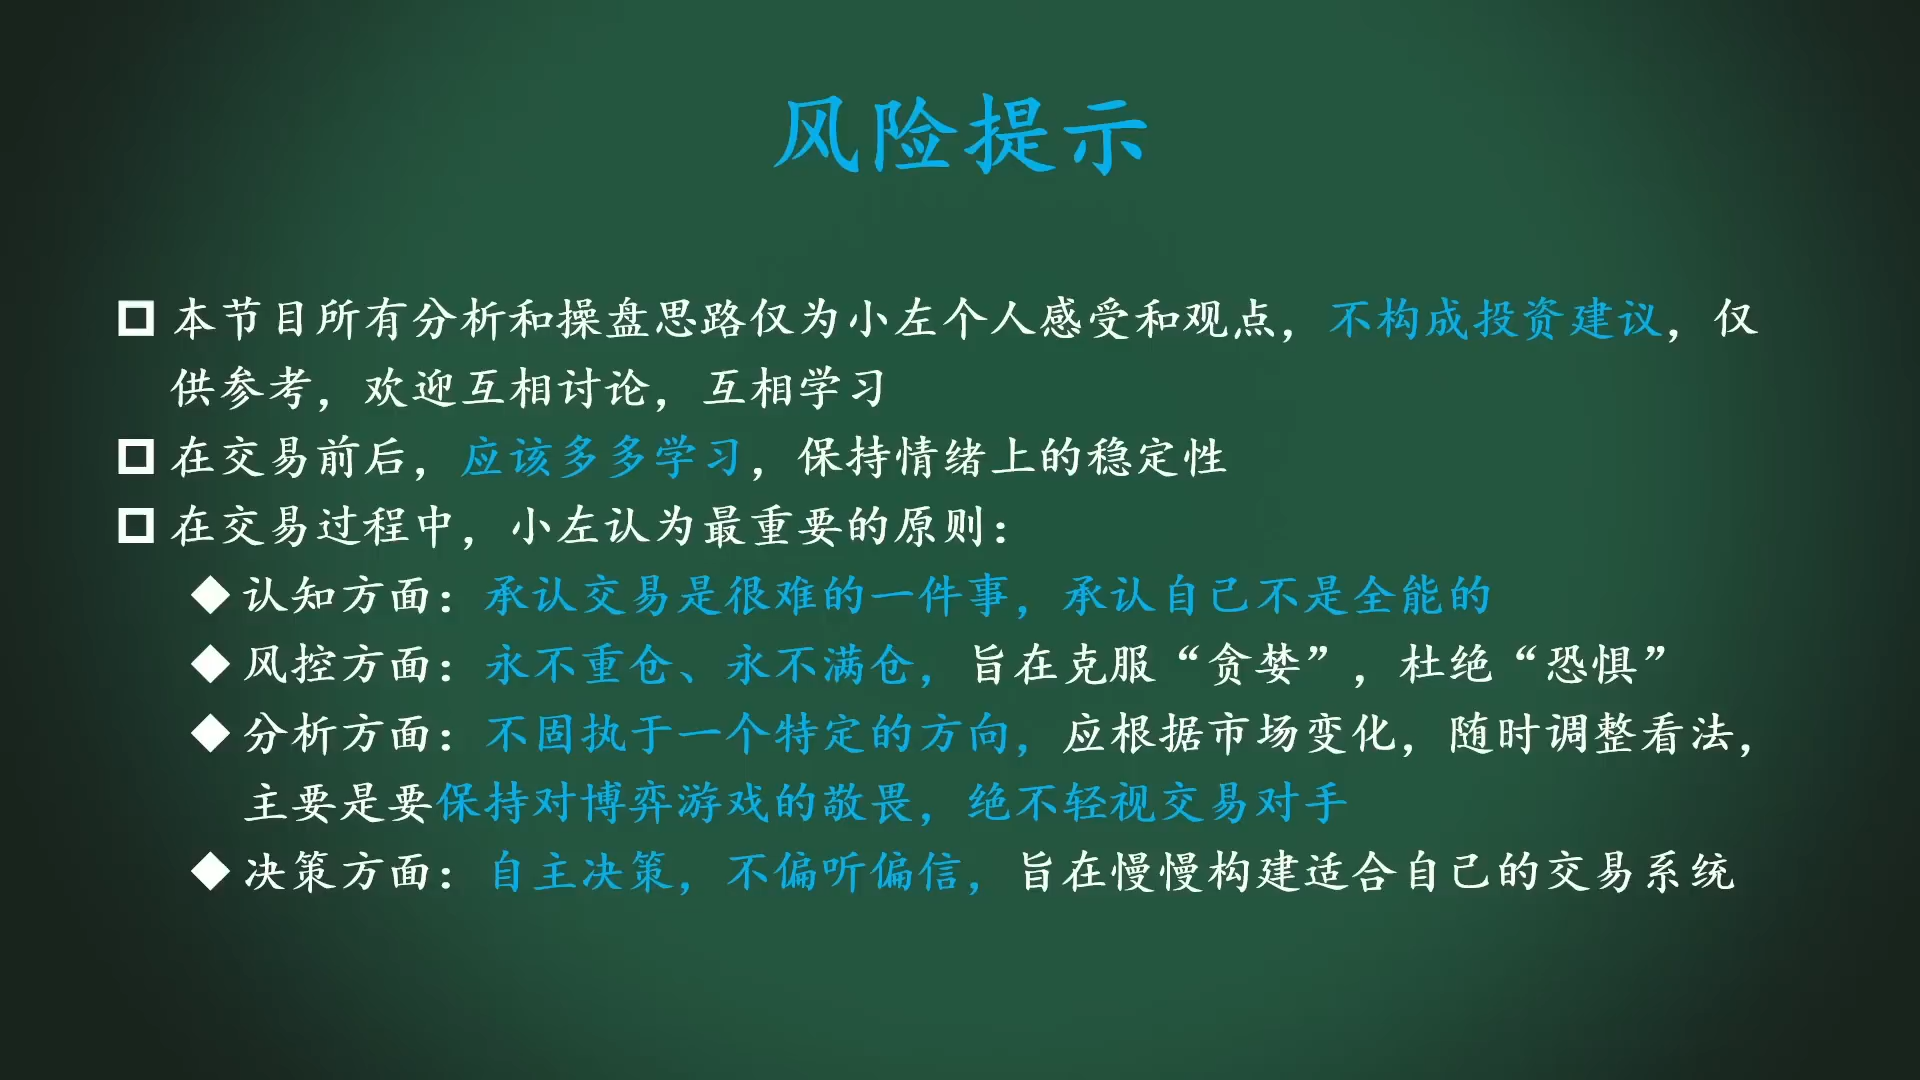 风险提示
本节目所有分析和操盘思路仅为小左个人感受和观点，不构成投资建议，仅
供参考，欢迎互相讨论，互相学习
在交易前后，应该多多学习，保持情绪上的稳定性
在交易过程中，小左认为最重要的原则：
认知方面：承认交易是很难的一件事，承认自己不是全能的
风控方面：永不重仓、永不满仓，旨在克服“贪婪”，杜绝“恐惧”
分析方面：不固执于一个特定的方向，应根据市场变化，随时调整看法，
主要是要保持对博弈游戏的敬畏，绝不轻视交易对手
决策方面：自主决策，不偏听偏信，旨在慢慢构建适合自己的交易系统